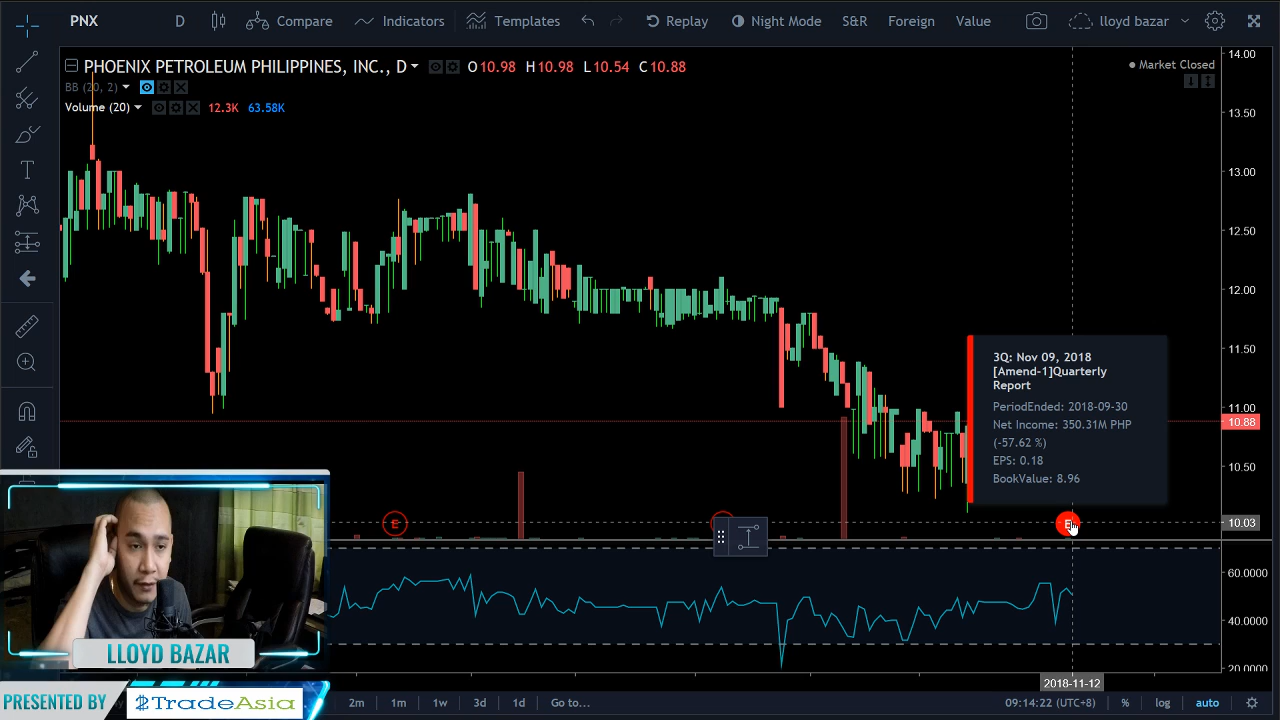 PNX
D
Compare
Indicators
Templates
Replay
Night Mode
S&R
Foreign
Value
lloyd bazar
PHOENIX PETROLEUM PHILIPPINES, INC., D
O10.98 H10.98 L10.54 C10.88
Market Closed
BB (20, 2)
Volume (20)
12.3K 63.58K
14.00
13.50
13.00
12.50
12.00
11.50
11.00
10.88
10.50
10.03
3Q: Nov 09, 2018
[Amend-1]Quarterly
Report
PeriodEnded: 2018-09-30
Net Income: 350.31M PHP
(-57.62 %)
EPS: 0.18
BookValue: 8.96
T
E
E
60.0000
40.0000
20.0000
2018-11-12
LLOYD BAZAR
PRESENTED BY
TradeAsia
2m 1m 1w 3d 1d Go to...
09:14:22 (UTC+8)
% log auto